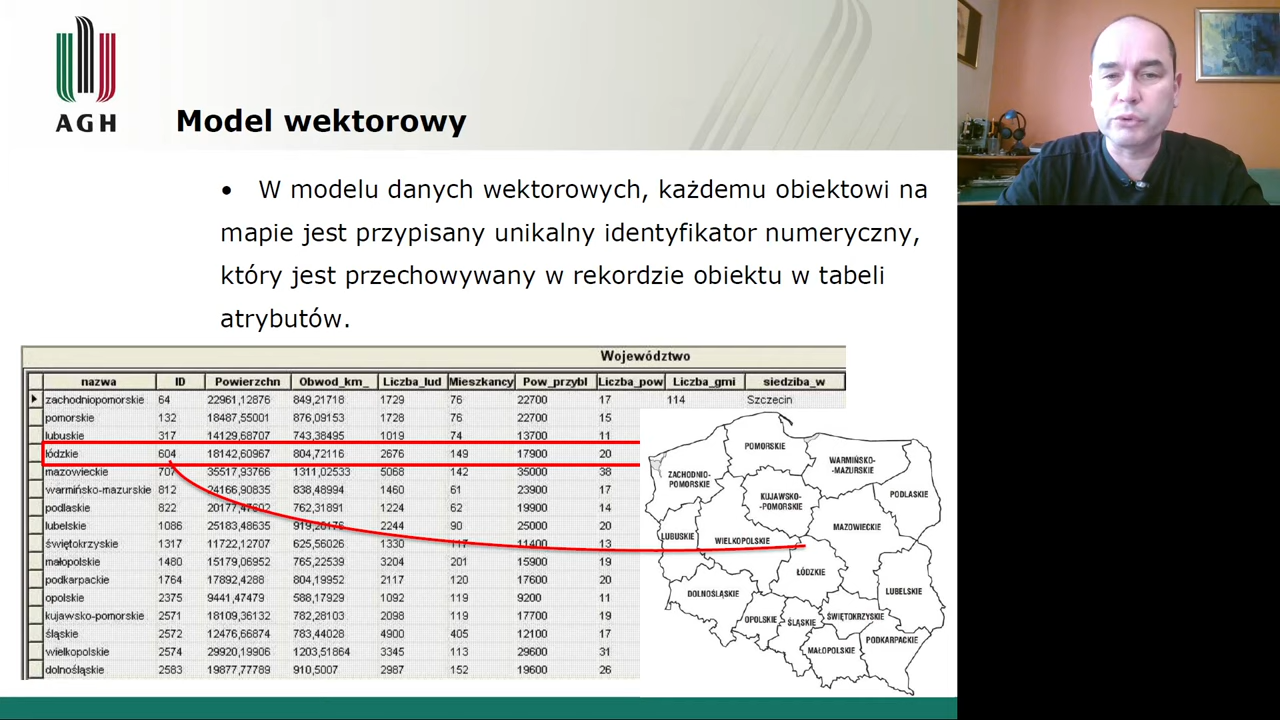 AGH
Model wektorowy
• W modelu danych wektorowych, każdemu obiektowi na
mapie jest przypisany unikalny identyfikator numeryczny,
który jest przechowywany w rekordzie obiektu w tabeli
atrybutów.
Województwo
nazwa ID Powierzchn Obwod_km_ Liczba_lud Mieszkancy Pow_przybl Liczba_pow Liczba_gmi siedziba_w
zachodniopomorskie 64 22961,12876 849,21718 1729 76 22700 17 114 Szczecin
pomorskie 132 18487,55001 876,09153 1728 76 22700 15
lubuskie 317 14129,68707 743,38495 1019 74 13700 11
łódzkie 604 18142,60967 804,72116 2676 149 17900 20
mazowieckie 707 35517,93766 1311,02533 5068 142 35000 38
warmińsko-mazurskie 812 24166,90835 838,48994 1460 61 23900 17
podlaskie 822 20177,47602 762,31891 1224 62 19900 14
lubelskie 1086 25183,48635 919,20176 2244 90 25000 20
świętokrzyskie 1317 11722,12707 625,56026 1330 117 11400 13
małopolskie 1480 15179,06952 765,22539 3204 201 15900 19
podkarpackie 1764 17892,4288 804,19952 2117 120 17600 20
opolskie 2375 9441,47479 588,17929 1092 119 9200 11
kujawsko-pomorskie 2571 18109,36132 782,28103 2098 119 17700 19
śląskie 2572 12476,66874 783,44028 4900 405 12100 17
wielkopolskie 2574 29920,19906 1203,51864 3345 113 29600 31
dolnośląskie 2583 19877,77789 910,5007 2987 152 19600 26
POMORSKIE
WARMIŃSKO-
MAZURSKIE
ZACHODNIO-
POMORSKIE
PODLASKIE
KUJAWSKO-
-POMORSKIE
MAZOWIECKIE
LUBUSKIE
WIELKOPOLSKIE
ŁÓDZKIE
DOLNOŚLĄSKIE
LUBELSKIE
OPOLSKIE
ŚLĄSKIE
ŚWIĘTOKRZYSKIE
MAŁOPOLSKIE
PODKARPACKIE